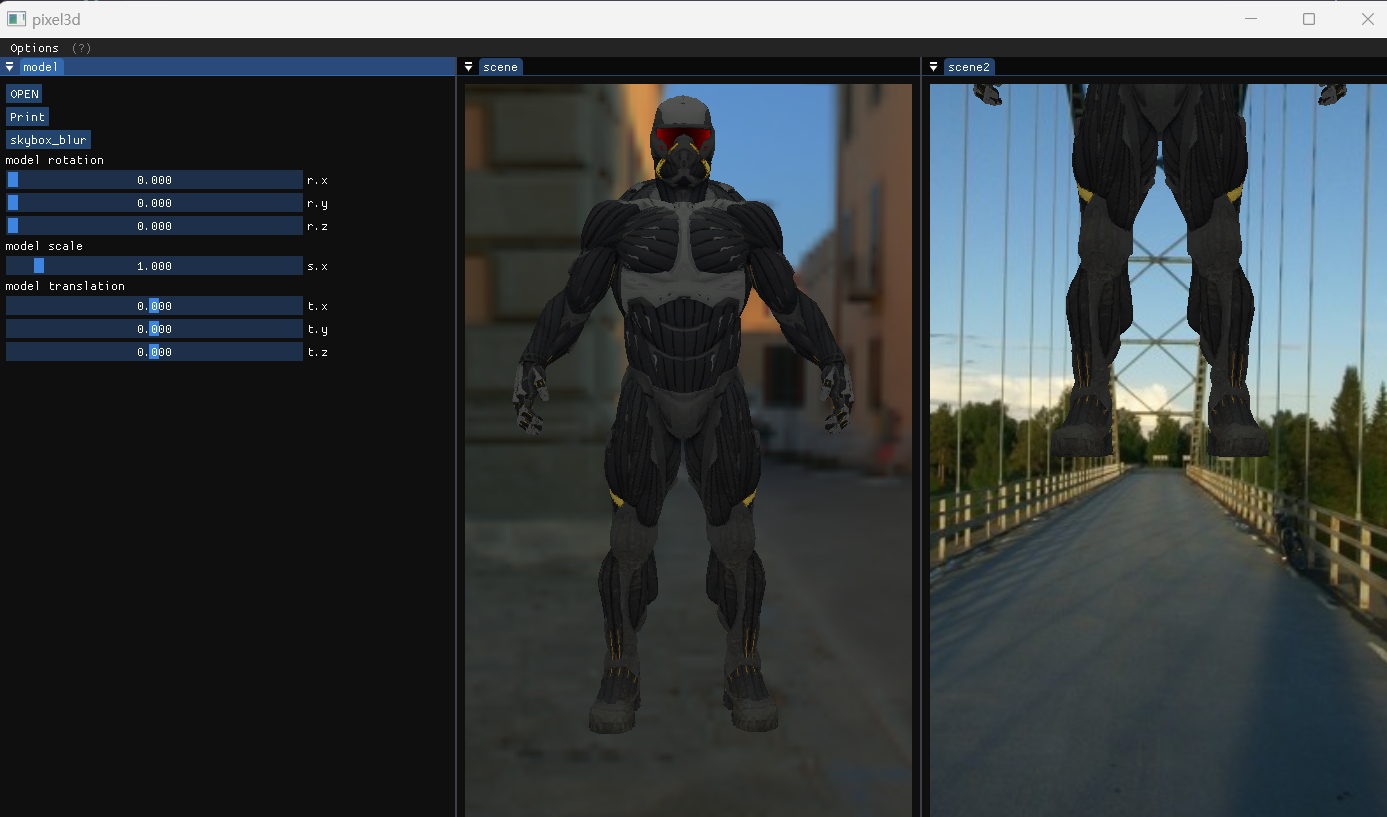 pixel3d
Options (?)
model
scene
scene2
OPEN
Print
skybox_blur
model rotation
0.000 r.x
0.000 r.y
0.000 r.z
model scale
1.000 s.x
model translation
0.000 t.x
0.000 t.y
0.000 t.z